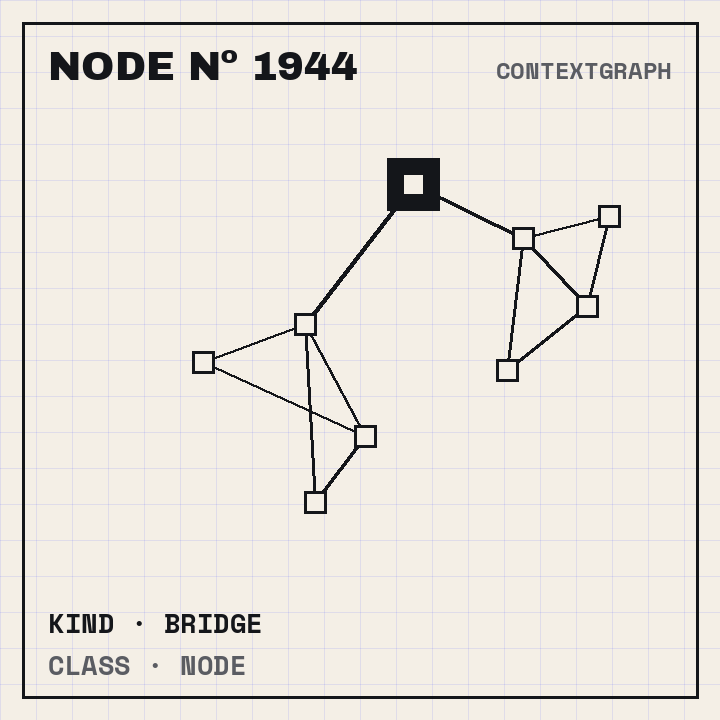 NODE Nº 1944
CONTEXTGRAPH
KIND · BRIDGE
CLASS · NODE